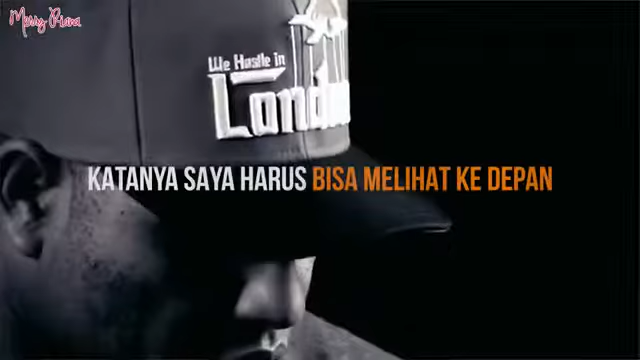 Merry Riana
We Hustle in
London
KATANYA SAYA HARUS BISA MELIHAT KE DEPAN